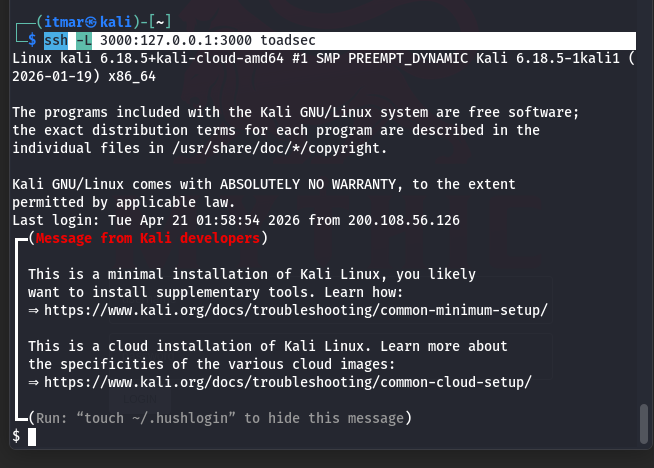 ┌──(itmar㉿kali)-[~]
└─$ ssh -L 3000:127.0.0.1:3000 toadsec
Linux kali 6.18.5+kali-cloud-amd64 #1 SMP PREEMPT_DYNAMIC Kali 6.18.5-1kali1 (
2026-01-19) x86_64

The programs included with the Kali GNU/Linux system are free software;
the exact distribution terms for each program are described in the
individual files in /usr/share/doc/*/copyright.

Kali GNU/Linux comes with ABSOLUTELY NO WARRANTY, to the extent
permitted by applicable law.
Last login: Tue Apr 21 01:58:54 2026 from 200.108.56.126
┏━(Message from Kali developers)
┃
┃ This is a minimal installation of Kali Linux, you likely
┃ want to install supplementary tools. Learn how:
┃ ⇒ https://www.kali.org/docs/troubleshooting/common-minimum-setup/
┃
┃ This is a cloud installation of Kali Linux. Learn more about
┃ the specificities of the various cloud images:
┃ ⇒ https://www.kali.org/docs/troubleshooting/common-cloud-setup/
┃
┗━(Run: “touch ~/.hushlogin” to hide this message)
$